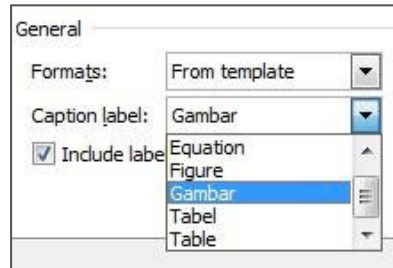 General
Formats: From template
Caption label: Gambar
Include labe
Equation
Figure
Gambar
Tabel
Table